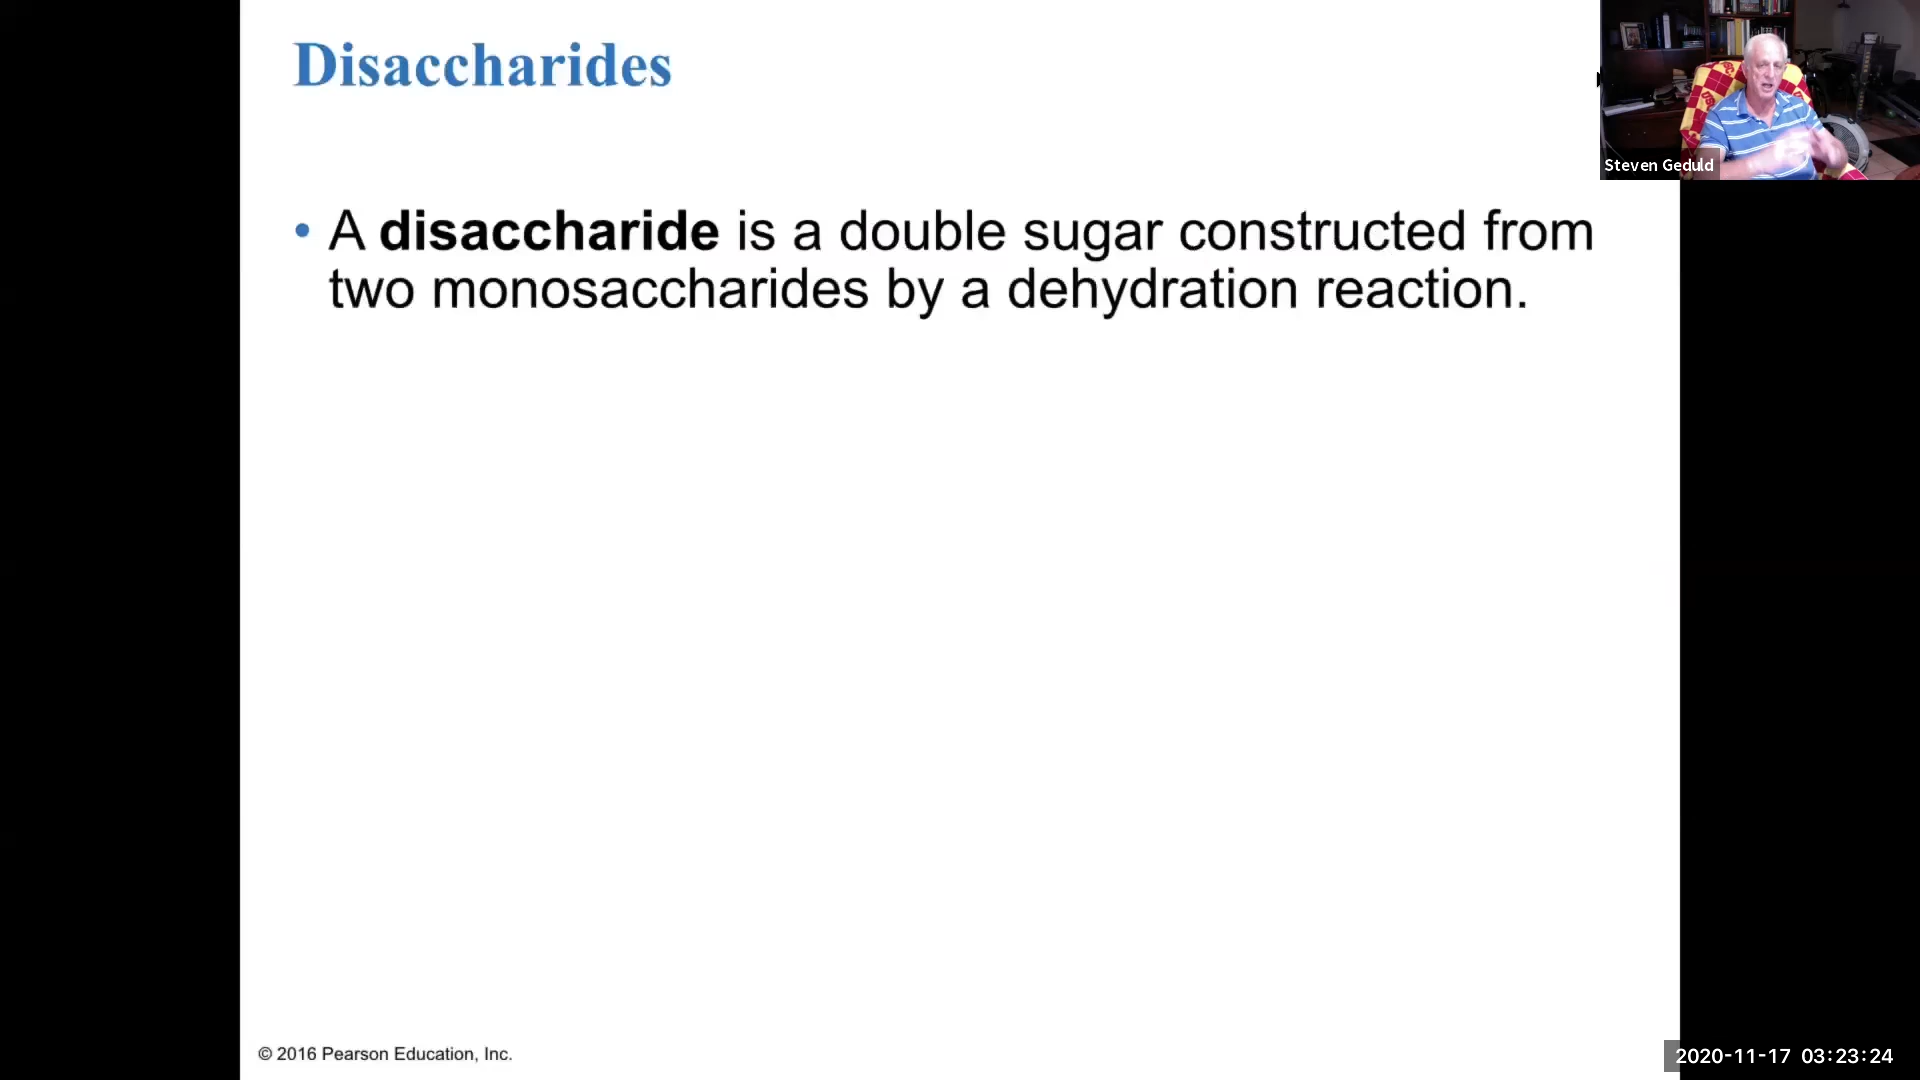 Disaccharides
Steven Geduld
• A disaccharide is a double sugar constructed from
two monosaccharides by a dehydration reaction.
© 2016 Pearson Education, Inc.
2020-11-17 03:23:24